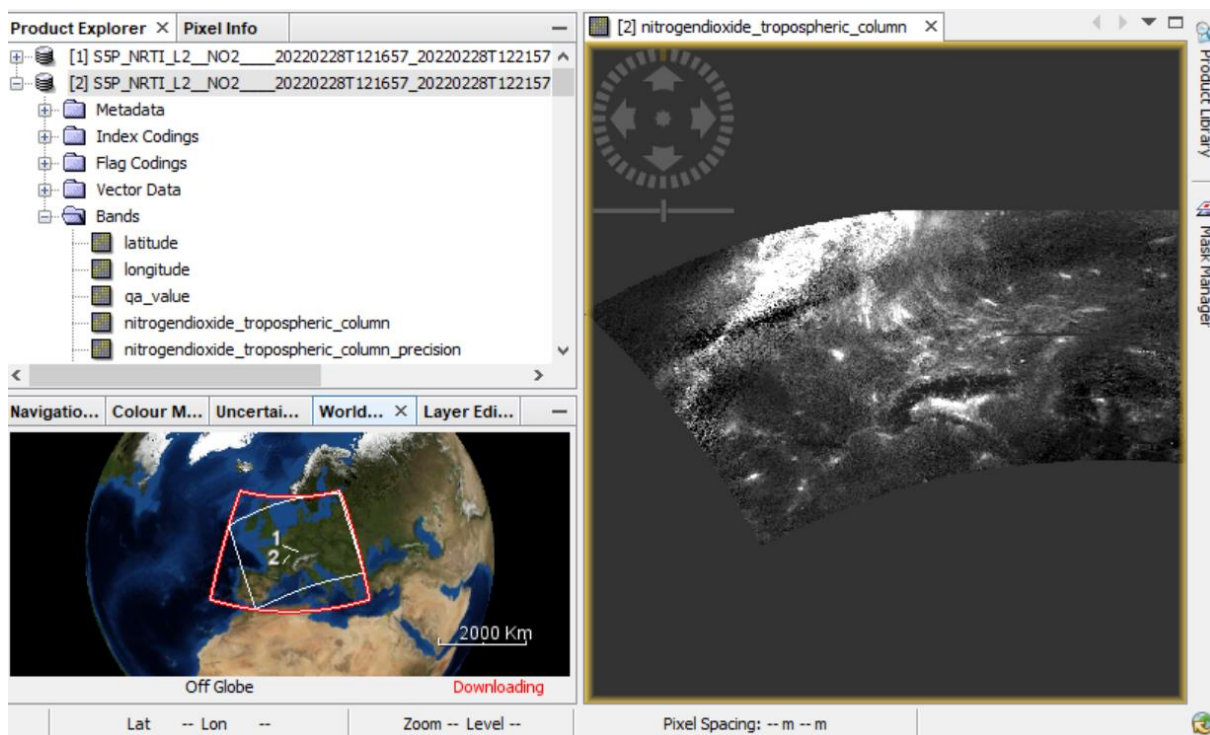 Product Explorer Pixel Info
[2] nitrogendioxide_tropospheric_column
[1] S5P_NRTI_L2__NO2____20220228T121657_20220228T122157
[2] S5P_NRTI_L2__NO2____20220228T121657_20220228T122157
Metadata
Index Codings
Flag Codings
Vector Data
Bands
latitude
longitude
qa_value
nitrogendioxide_tropospheric_column
nitrogendioxide_tropospheric_column_precision
Product Library
Mask Manager
Navigatio... Colour M... Uncertai... World... Layer Edi...
1
2
2000 Km
Off Globe Downloading
Lat -- Lon -- Zoom -- Level -- Pixel Spacing: -- m -- m